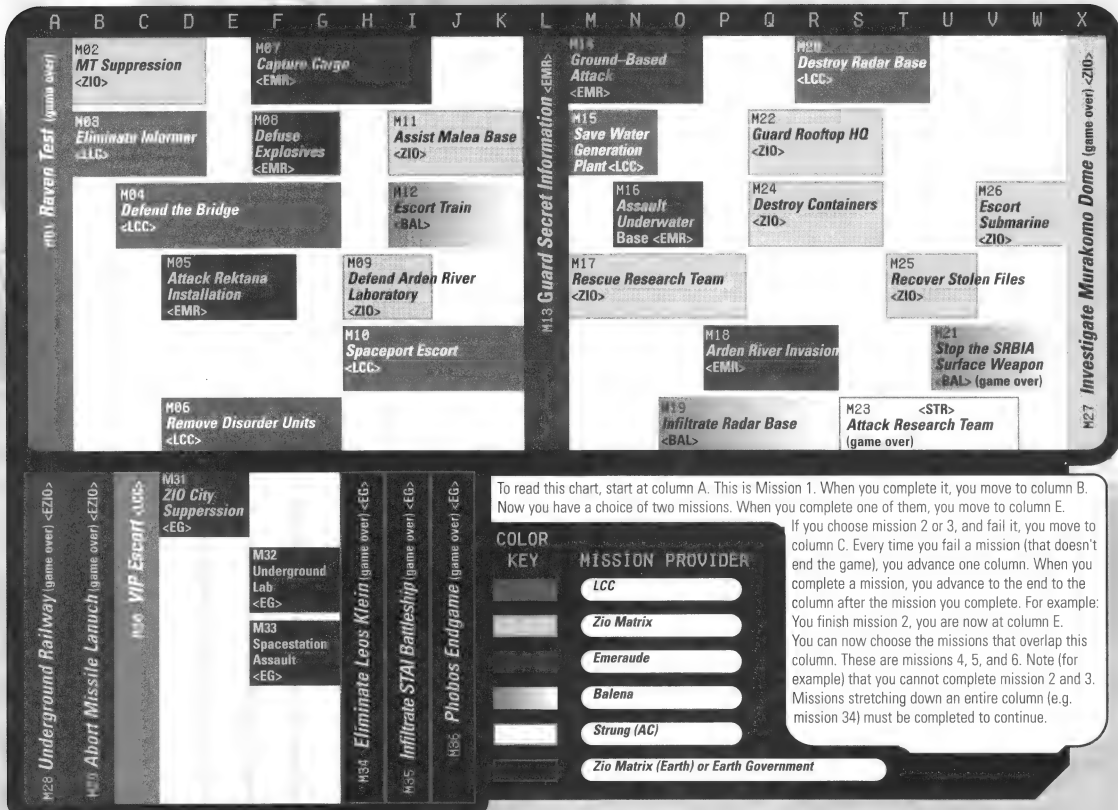 A B C D E F G H I J K L M N O P Q R S T U V W X
M01 Raven Test (game over)
M02
MT Suppression
<ZIO>
M03
Eliminate Informer
<LLC>
M04
Defend the Bridge
<LCC>
M05
Attack Rektana
Installation
<EMR>
M06
Remove Disorder Units
<LCC>
M07
Capture Cargo
<EMR>
M08
Defuse
Explosives
<EMR>
M11
Assist Malea Base
<ZIO>
M12
Escort Train
<BAL>
M09
Defend Arden River
Laboratory
<ZIO>
M10
Spaceport Escort
<LCC>
M13 Guard Secret Information <EMR>
M14
Ground-Based
Attack
<EMR>
M15
Save Water
Generation
Plant <LCC>
M16
Assault
Underwater
Base <EMR>
M17
Rescue Research Team
<ZIO>
M18
Arden River Invasion
<EMR>
M19
Infiltrate Radar Base
<BAL>
M20
Destroy Radar Base
<LCC>
M22
Guard Rooftop HQ
<ZIO>
M24
Destroy Containers
<ZIO>
M26
Escort
Submarine
<ZIO>
M25
Recover Stolen Files
<ZIO>
M21
Stop the SRBIA
Surface Weapon
<BAL> (game over)
M23 <STR>
Attack Research Team
(game over)
M27 Investigate Murakomo Dome (game over) <ZIO>
M28 Underground Railway (game over) <EZIO>
M29 Abort Missile Lanuch (game over) <EZIO>
M30 VIP Escort <LCC>
M31
ZIO City
Supperssion
<EG>
M32
Underground
Lab
<EG>
M33
Spacestation
Assault
<EG>
M34 Eliminate Leos Klein (game over) <EG>
M35 Infiltrate STAI Battleship (game over) <EG>
M36 Phobos Endgame (game over) <EG>
To read this chart, start at column A. This is Mission 1. When you complete it, you move to column B.
Now you have a choice of two missions. When you complete one of them, you move to column E.
If you choose mission 2 or 3, and fail it, you move to
column C. Every time you fail a mission (that doesn't
end the game), you advance one column. When you
complete a mission, you advance to the end to the
column after the mission you complete. For example:
You finish mission 2, you are now at column E.
You can now choose the missions that overlap this
column. These are missions 4, 5, and 6. Note (for
example) that you cannot complete mission 2 and 3.
Missions stretching down an entire column (e.g.
mission 34) must be completed to continue.
COLOR
KEY
MISSION PROVIDER
LCC
Zio Matrix
Emeraude
Balena
Strung (AC)
Zio Matrix (Earth) or Earth Government